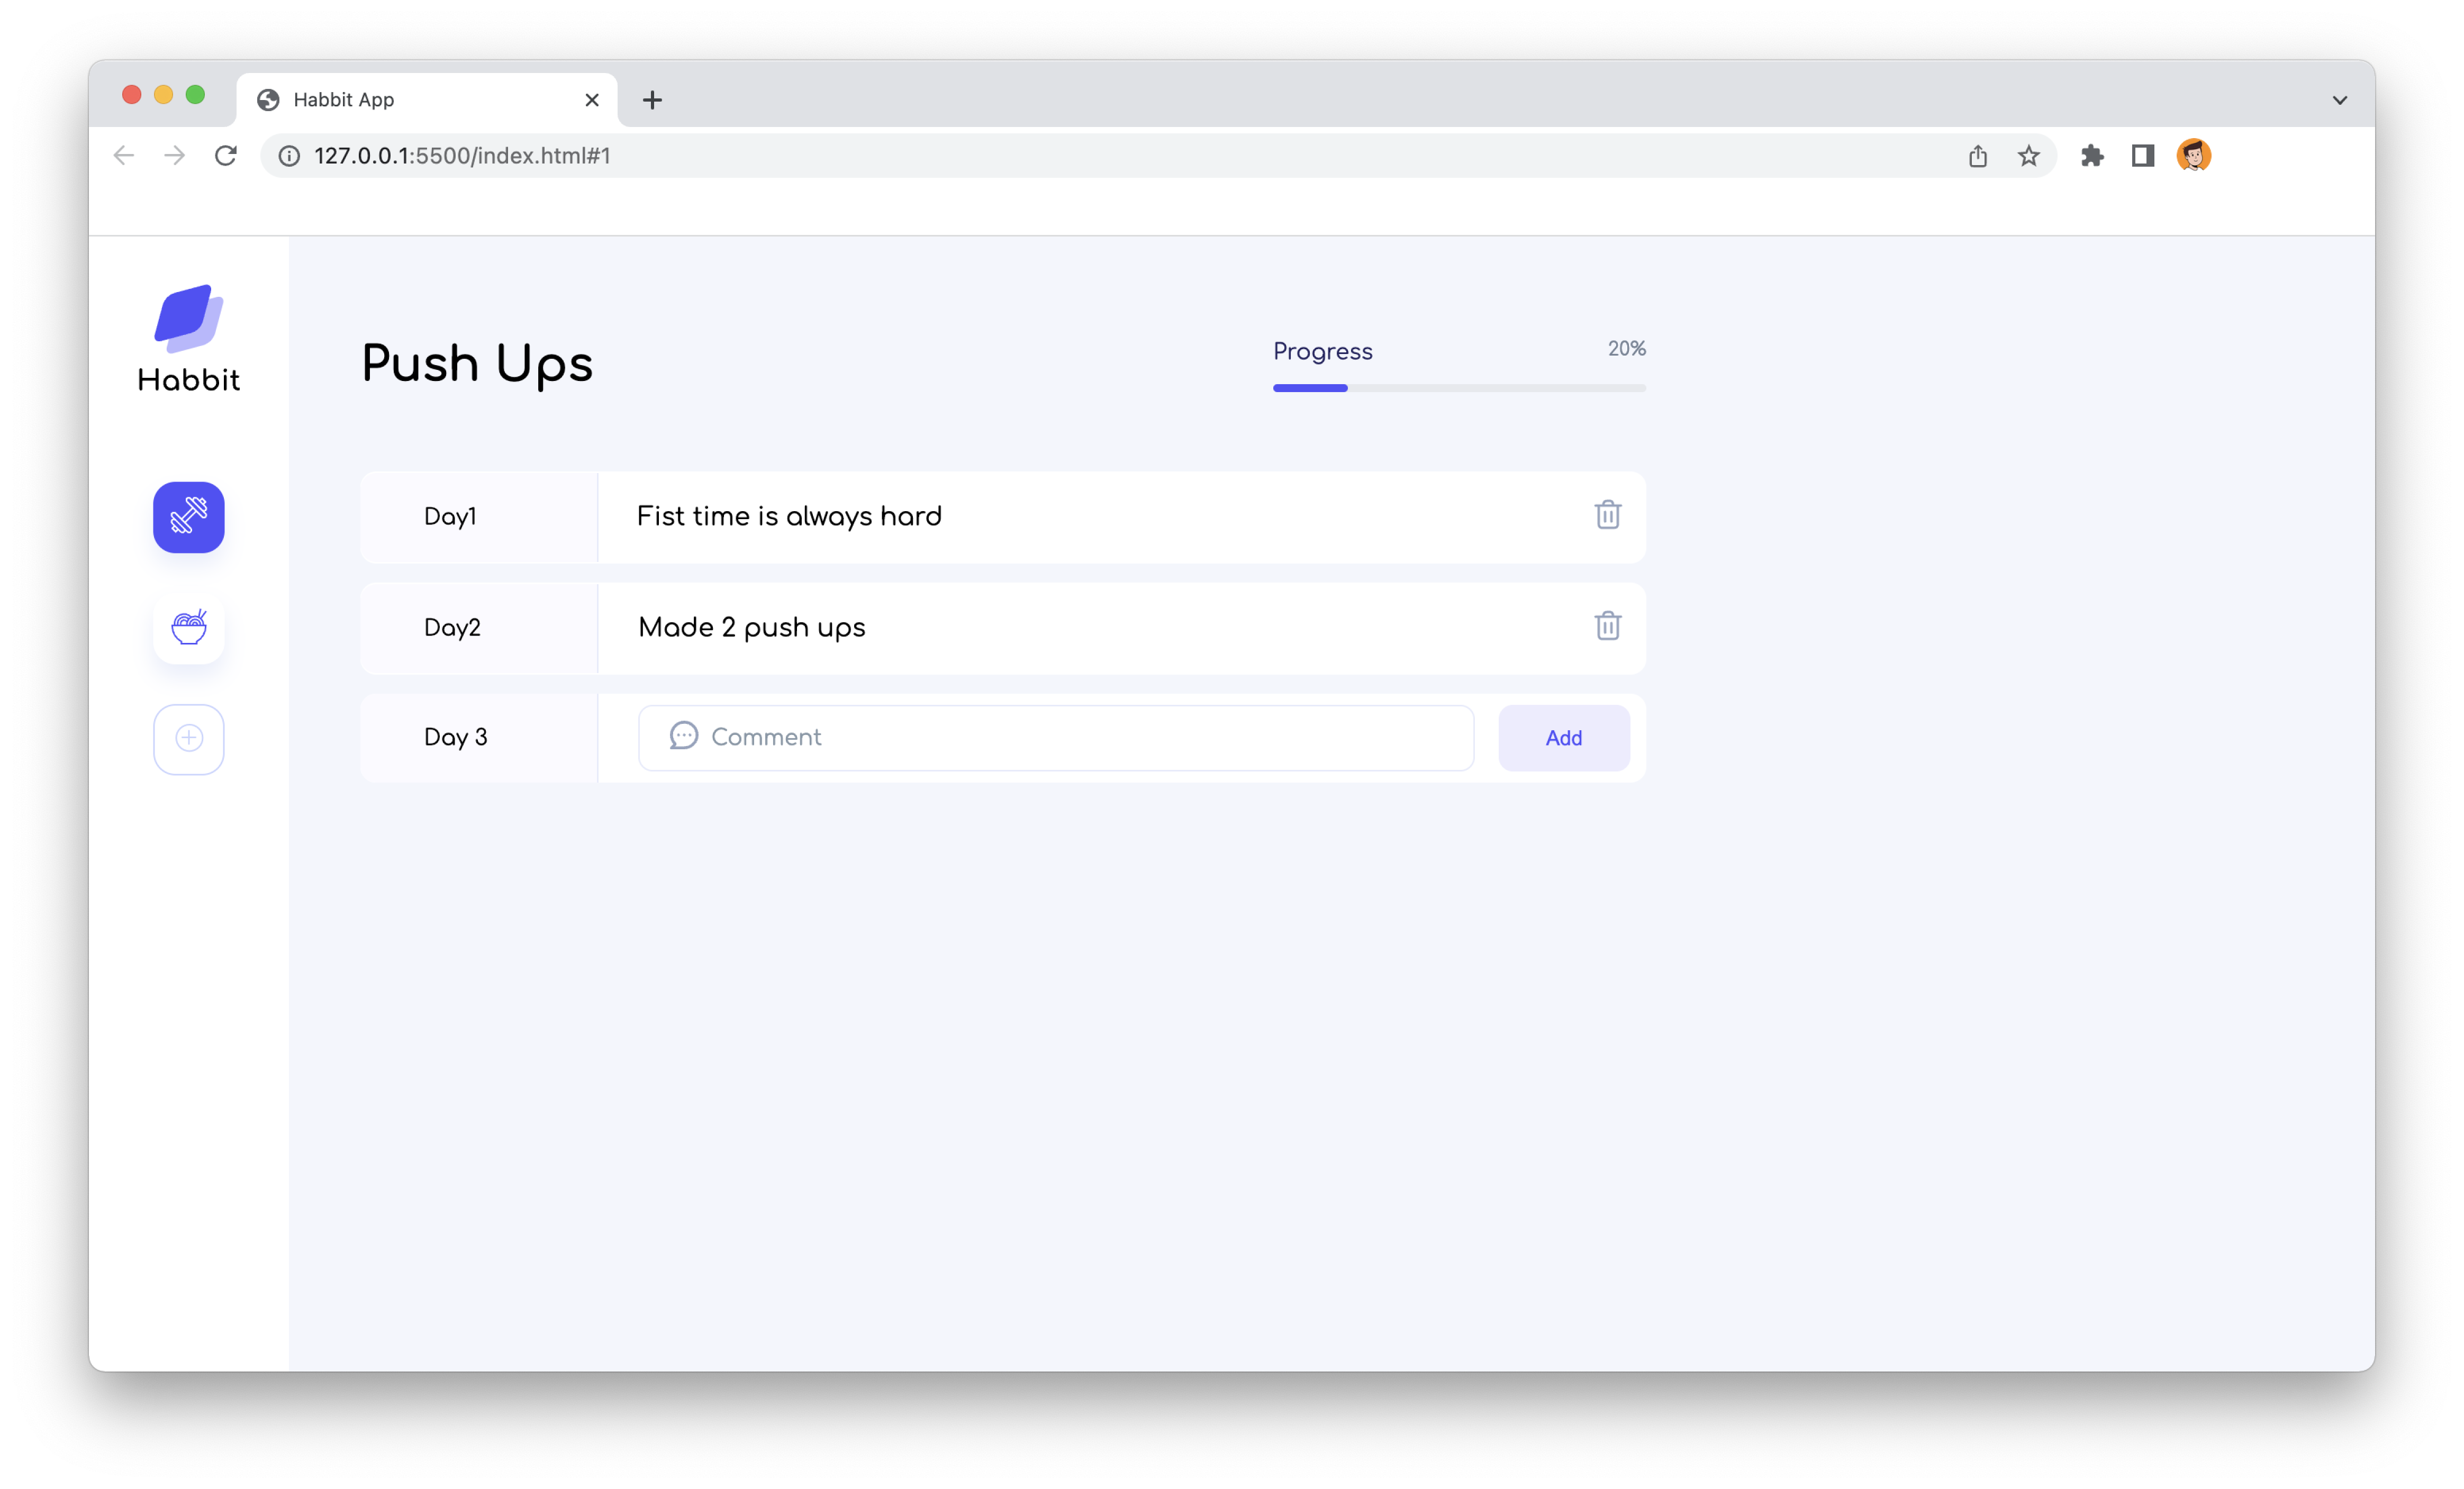 Habbit App
127.0.0.1:5500/index.html#1
Habbit
Push Ups
Progress
20%
Day1
Fist time is always hard
Day2
Made 2 push ups
Day 3
Comment
Add